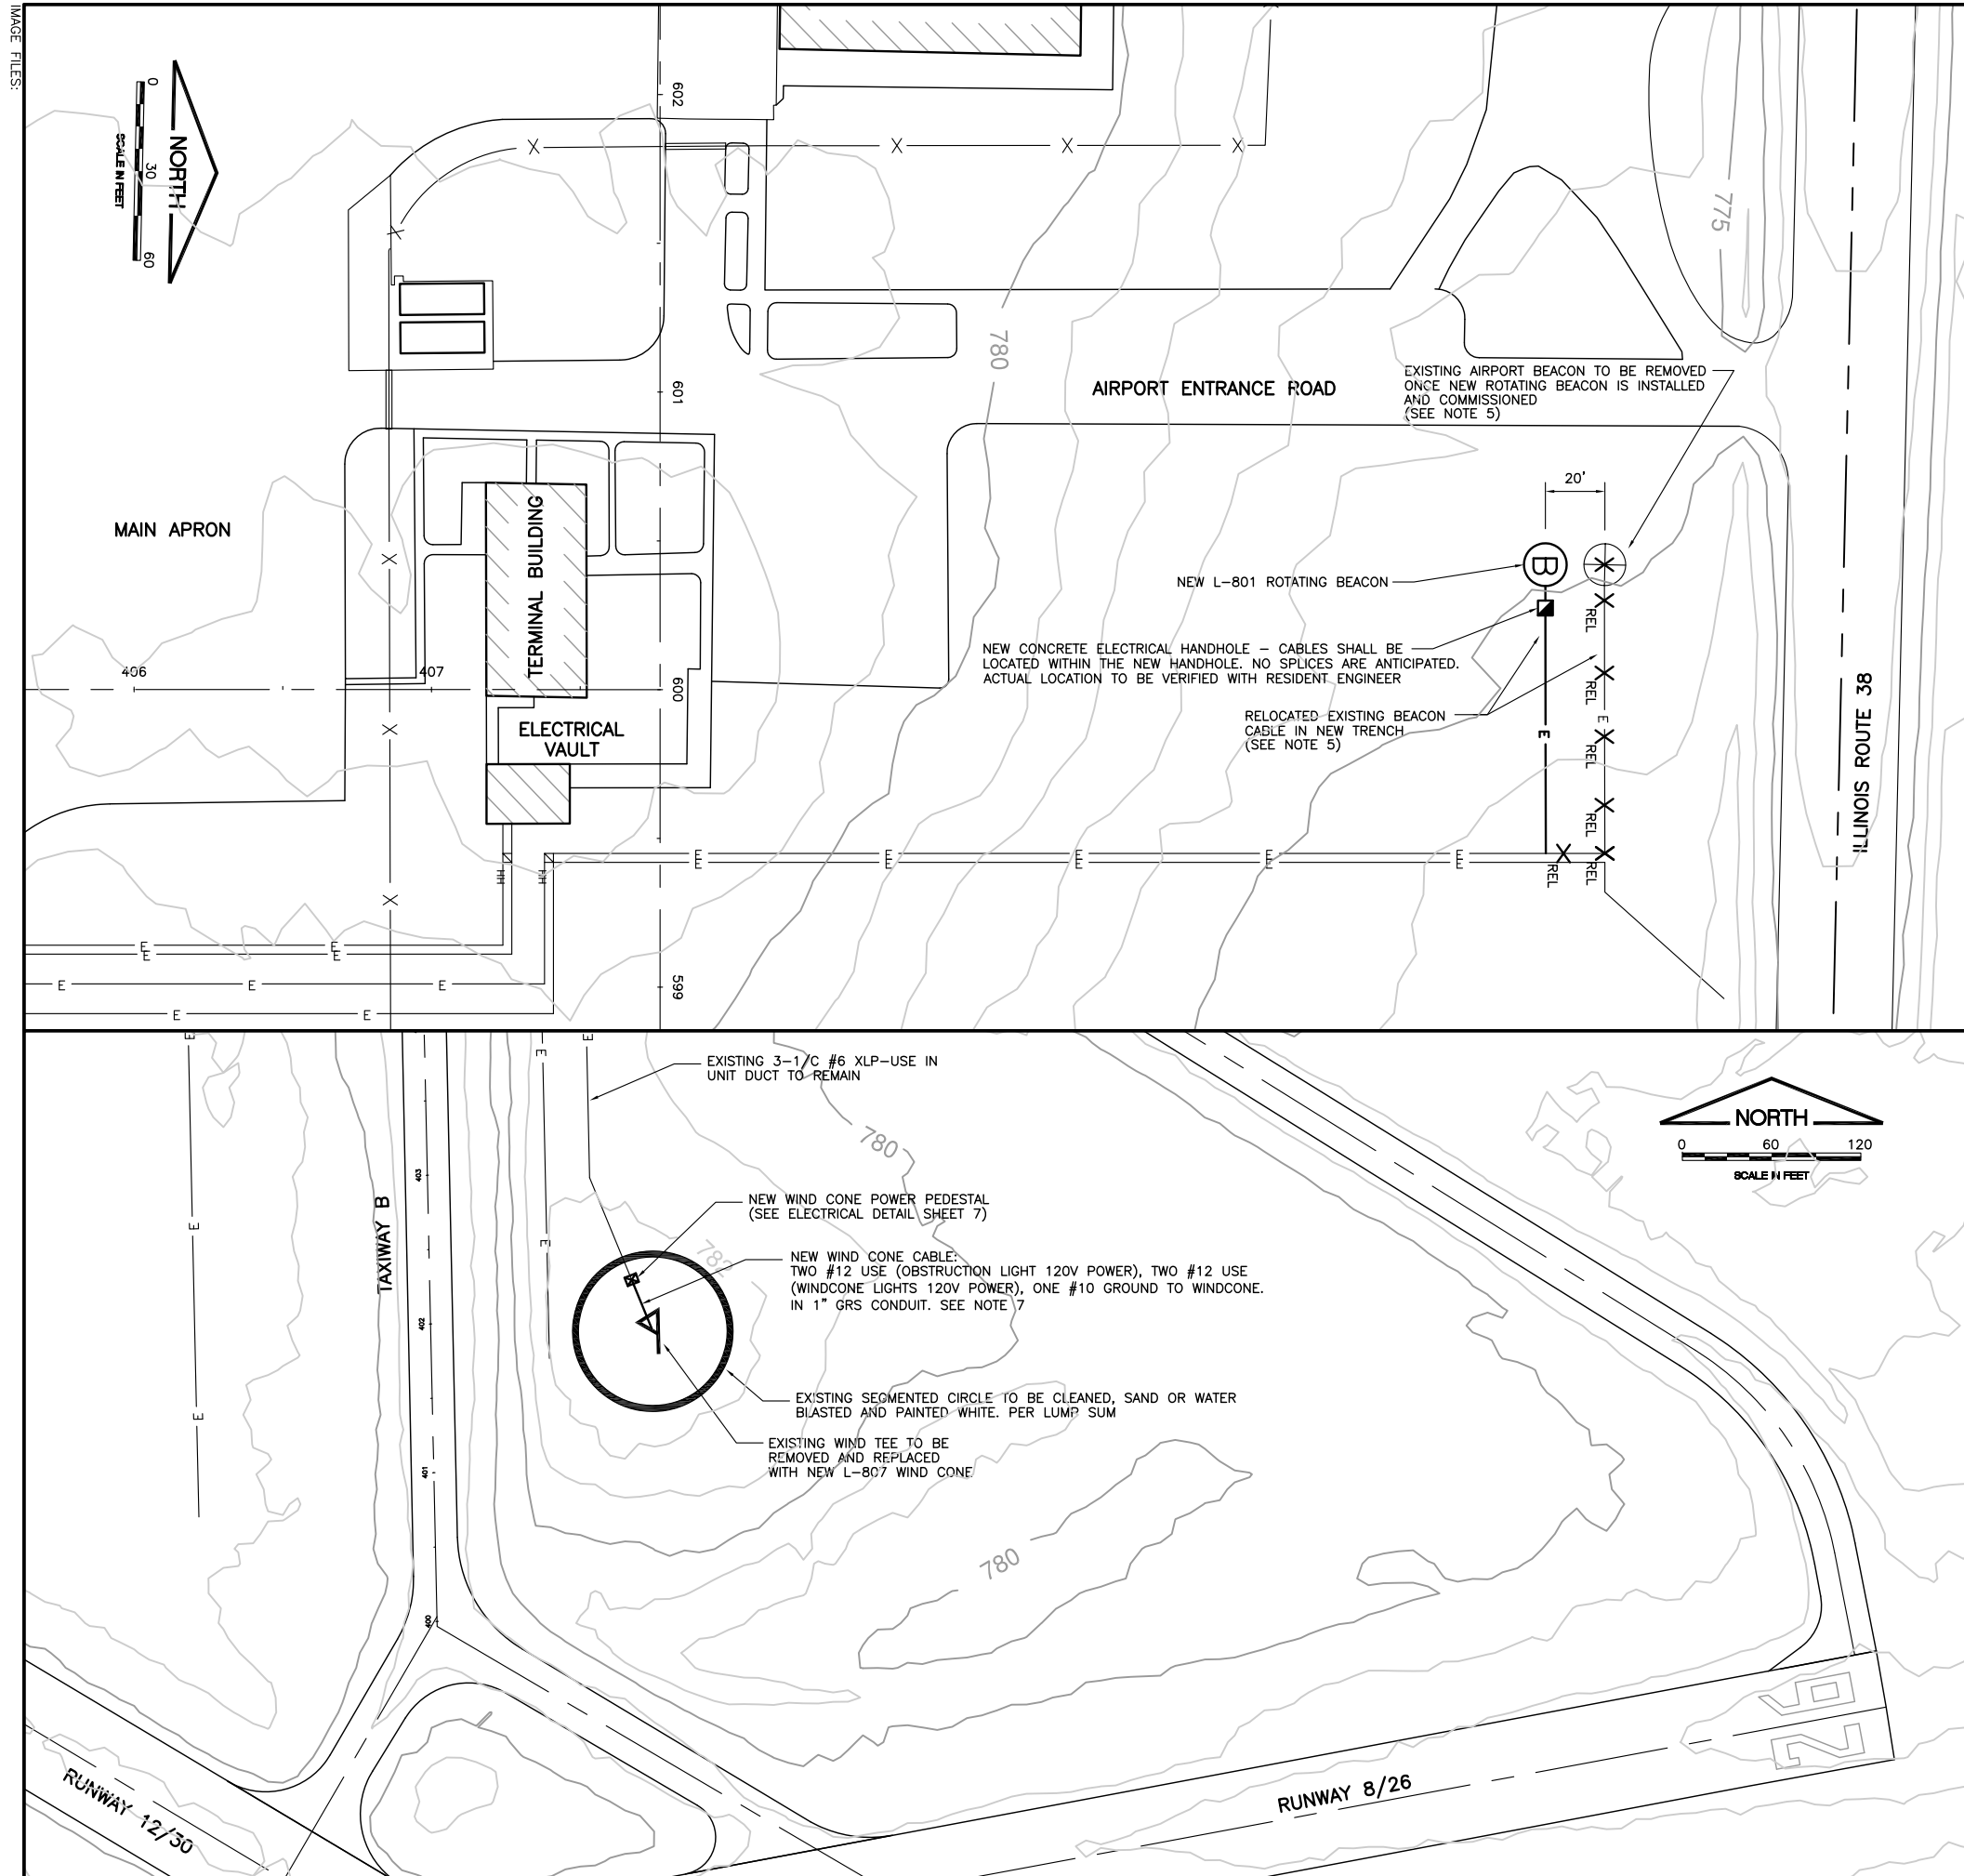 IMAGE FILES:
NORTH
0
30
60
SCALE IN FEET
602
601
600
599
406
407
X
X
X
X
X
X
X
X
775
780
AIRPORT ENTRANCE ROAD
EXISTING AIRPORT BEACON TO BE REMOVED
ONCE NEW ROTATING BEACON IS INSTALLED
AND COMMISSIONED
(SEE NOTE 5)
20'
B
MAIN APRON
TERMINAL BUILDING
ELECTRICAL
VAULT
NEW L-801 ROTATING BEACON
NEW CONCRETE ELECTRICAL HANDHOLE – CABLES SHALL BE
LOCATED WITHIN THE NEW HANDHOLE. NO SPLICES ARE ANTICIPATED.
ACTUAL LOCATION TO BE VERIFIED WITH RESIDENT ENGINEER
RELOCATED EXISTING BEACON
CABLE IN NEW TRENCH
(SEE NOTE 5)
REL
REL
REL
REL
REL
REL
E
E
ILLINOIS ROUTE 38
HH
HH
E E E E E
E E E E E
E E
E E
E E E
E E
EXISTING 3-1/C #6 XLP-USE IN
UNIT DUCT TO REMAIN
NORTH
0 60 120
SCALE IN FEET
780
NEW WIND CONE POWER PEDESTAL
(SEE ELECTRICAL DETAIL SHEET 7)
782
NEW WIND CONE CABLE:
TWO #12 USE (OBSTRUCTION LIGHT 120V POWER), TWO #12 USE
(WINDCONE LIGHTS 120V POWER), ONE #10 GROUND TO WINDCONE.
IN 1" GRS CONDUIT. SEE NOTE 7
TAXIWAY B
403
402
401
400
E
E
E
E
E
E
EXISTING SEGMENTED CIRCLE TO BE CLEANED, SAND OR WATER
BLASTED AND PAINTED WHITE. PER LUMP SUM
EXISTING WIND TEE TO BE
REMOVED AND REPLACED
WITH NEW L-807 WIND CONE
780
RUNWAY 12/30
RUNWAY 8/26
26